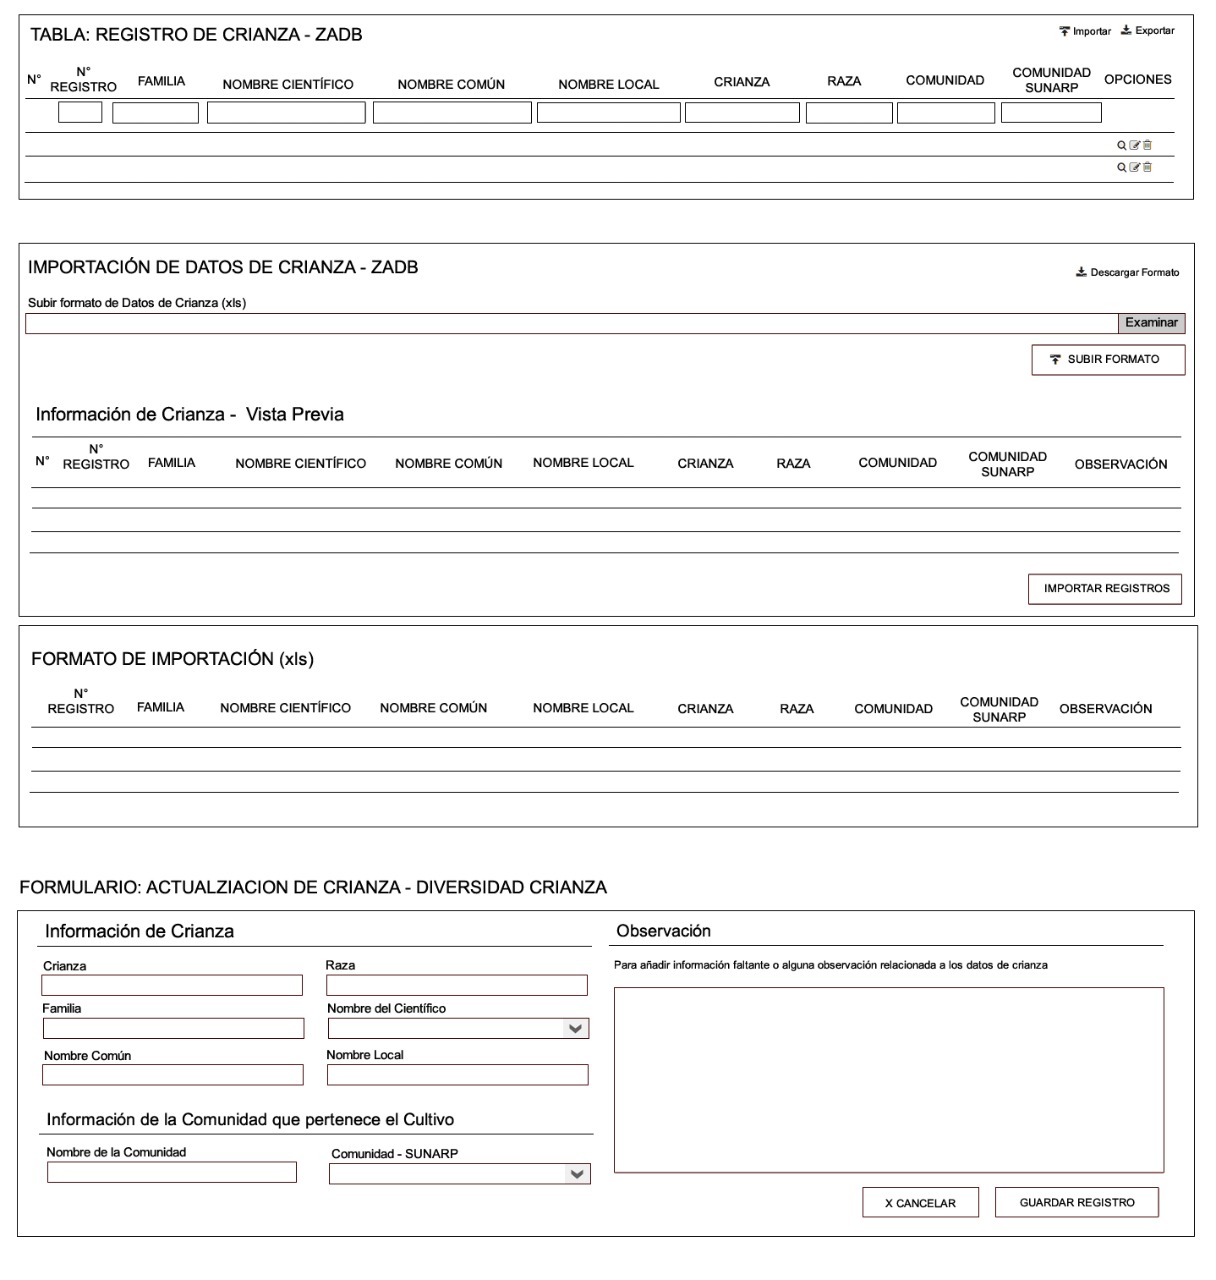 TABLA: REGISTRO DE CRIANZA - ZADB
Importar Exportar
N° N° REGISTRO FAMILIA NOMBRE CIENTÍFICO NOMBRE COMÚN NOMBRE LOCAL CRIANZA RAZA COMUNIDAD COMUNIDAD SUNARP OPCIONES
IMPORTACIÓN DE DATOS DE CRIANZA - ZADB
Descargar Formato
Subir formato de Datos de Crianza (xls)
Examinar
SUBIR FORMATO
Información de Crianza - Vista Previa
N° N° REGISTRO FAMILIA NOMBRE CIENTÍFICO NOMBRE COMÚN NOMBRE LOCAL CRIANZA RAZA COMUNIDAD COMUNIDAD SUNARP OBSERVACIÓN
IMPORTAR REGISTROS
FORMATO DE IMPORTACIÓN (xls)
N° REGISTRO FAMILIA NOMBRE CIENTÍFICO NOMBRE COMÚN NOMBRE LOCAL CRIANZA RAZA COMUNIDAD COMUNIDAD SUNARP OBSERVACIÓN
FORMULARIO: ACTUALZIACION DE CRIANZA - DIVERSIDAD CRIANZA
Información de Crianza
Crianza Raza
Familia Nombre del Científico
Nombre Común Nombre Local
Información de la Comunidad que pertenece el Cultivo
Nombre de la Comunidad Comunidad - SUNARP
Observación
Para añadir información faltante o alguna observación relacionada a los datos de crianza
X CANCELAR GUARDAR REGISTRO